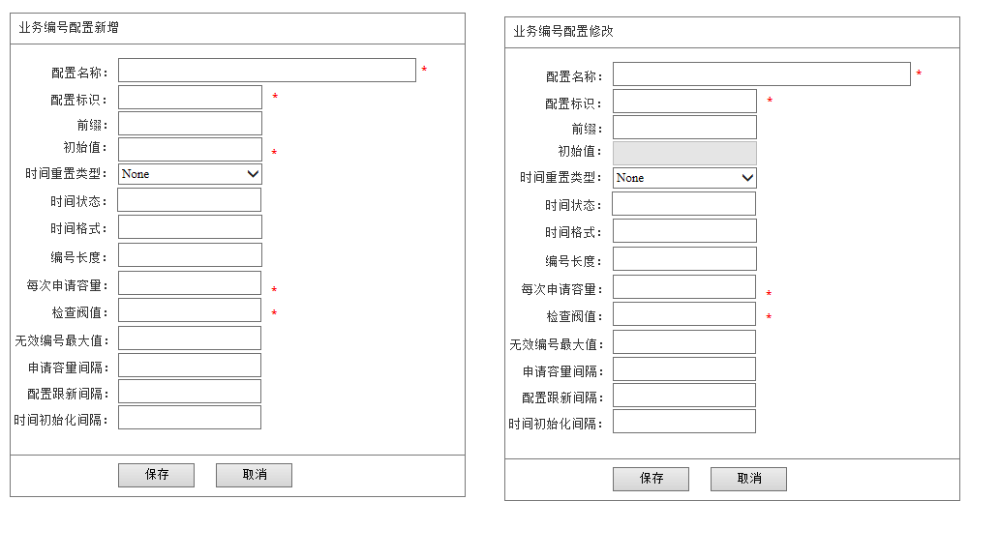 业务编号配置新增
配置名称： *
配置标识： *
前缀：
初始值： *
时间重置类型： None
时间状态：
时间格式：
编号长度：
每次申请容量： *
检查阀值： *
无效编号最大值：
申请容量间隔：
配置跟新间隔：
时间初始化间隔：
保存 取消
业务编号配置修改
配置名称： *
配置标识： *
前缀：
初始值：
时间重置类型： None
时间状态：
时间格式：
编号长度：
每次申请容量： *
检查阀值： *
无效编号最大值：
申请容量间隔：
配置跟新间隔：
时间初始化间隔：
保存 取消